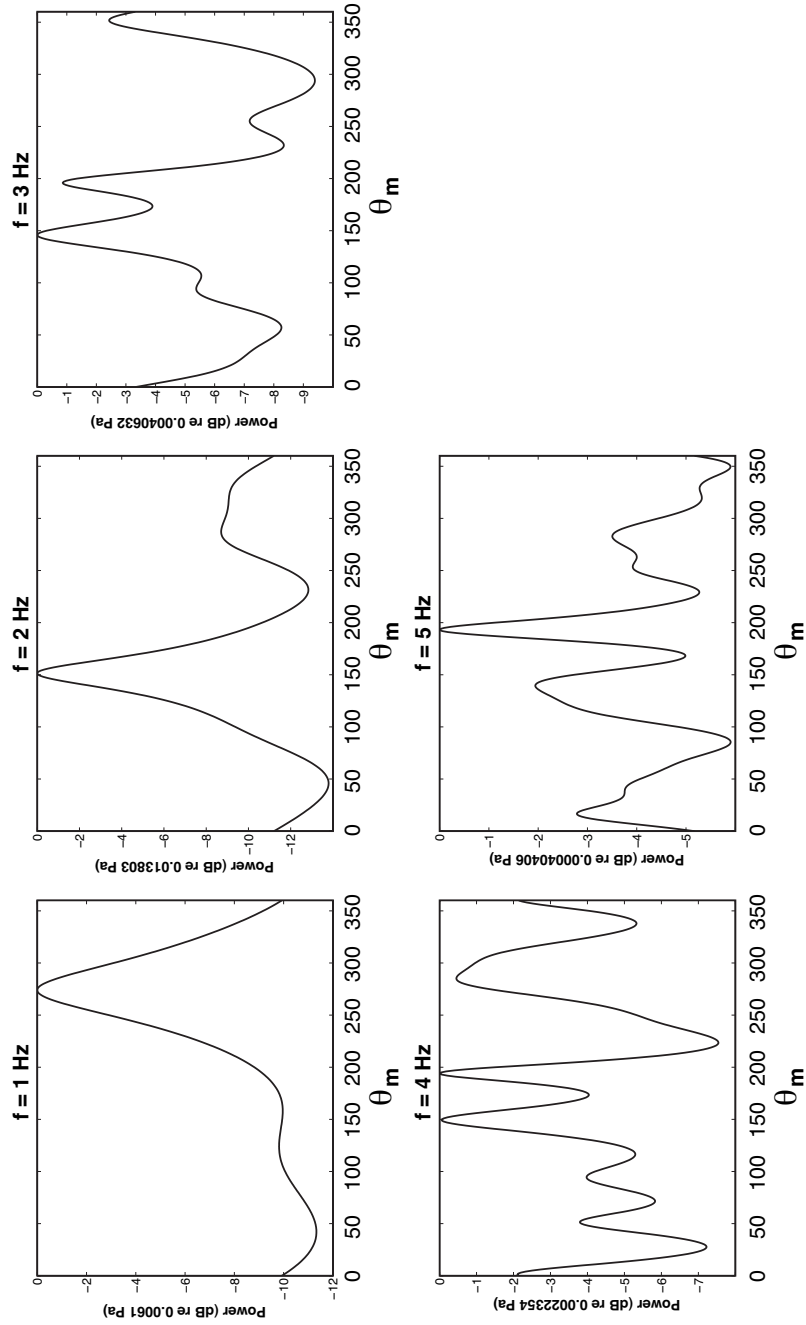 f = 1 Hz
0
-2
-4
-6
-8
-10
-12
Power (dB re 0.0061 Pa)
0 50 100 150 200 250 300 350
θm
f = 2 Hz
0
-2
-4
-6
-8
-10
-12
Power (dB re 0.013803 Pa)
0 50 100 150 200 250 300 350
θm
f = 3 Hz
0
-1
-2
-3
-4
-5
-6
-7
-8
-9
Power (dB re 0.0040632 Pa)
0 50 100 150 200 250 300 350
θm
f = 4 Hz
0
-1
-2
-3
-4
-5
-6
-7
Power (dB re 0.0022354 Pa)
0 50 100 150 200 250 300 350
θm
f = 5 Hz
0
-1
-2
-3
-4
-5
Power (dB re 0.00040406 Pa)
0 50 100 150 200 250 300 350
θm